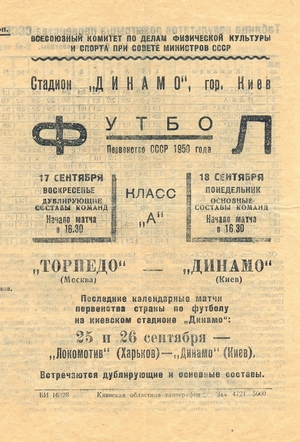 ВСЕСОЮЗНЫЙ КОМИТЕТ ПО ДЕЛАМ ФИЗИЧЕСКОЙ КУЛЬТУРЫ
И СПОРТА ПРИ СОВЕТЕ МИНИСТРОВ СССР
Стадион „ДИНАМО", гор. Киев
ФУТБОЛ
Первенство СССР 1950 года
17 СЕНТЯБРЯ
ВОСКРЕСЕНЬЕ
ДУБЛИРУЮЩИЕ
СОСТАВЫ КОМАНД
Начало матча
в 16.30
КЛАСС
„А"
18 СЕНТЯБРЯ
ПОНЕДЕЛЬНИК
ОСНОВНЫЕ
СОСТАВЫ КОМАНД
Начало матча
в 16.30
„ТОРПЕДО" — „ДИНАМО"
(Москва) (Киев)
Последние календарные матчи
первенства страны по футболу
на киевском стадионе „Динамо":
25 и 26 сентября —
„Локомотив" (Харьков)—„Динамо" (Киев).
Встречаются дублирующие и основные составы.
Киевская областная типография